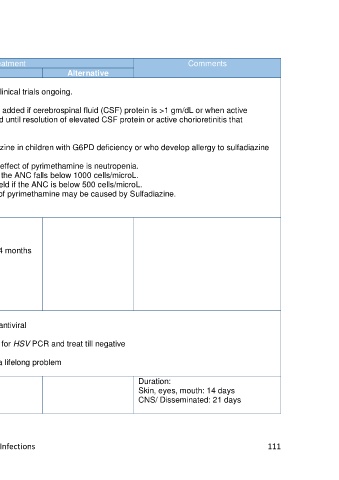 eatment
Comments
Alternative
linical trials ongoing.
added if cerebrospinal fluid (CSF) protein is >1 gm/dL or when active
d until resolution of elevated CSF protein or active chorioretinitis that
zine in children with G6PD deficiency or who develop allergy to sulfadiazine
effect of pyrimethamine is neutropenia.
the ANC falls below 1000 cells/microL.
eld if the ANC is below 500 cells/microL.
of pyrimethamine may be caused by Sulfadiazine.
4 months
antiviral
for HSV PCR and treat till negative
a lifelong problem
Duration:
Skin, eyes, mouth: 14 days
CNS/ Disseminated: 21 days
Infections
111